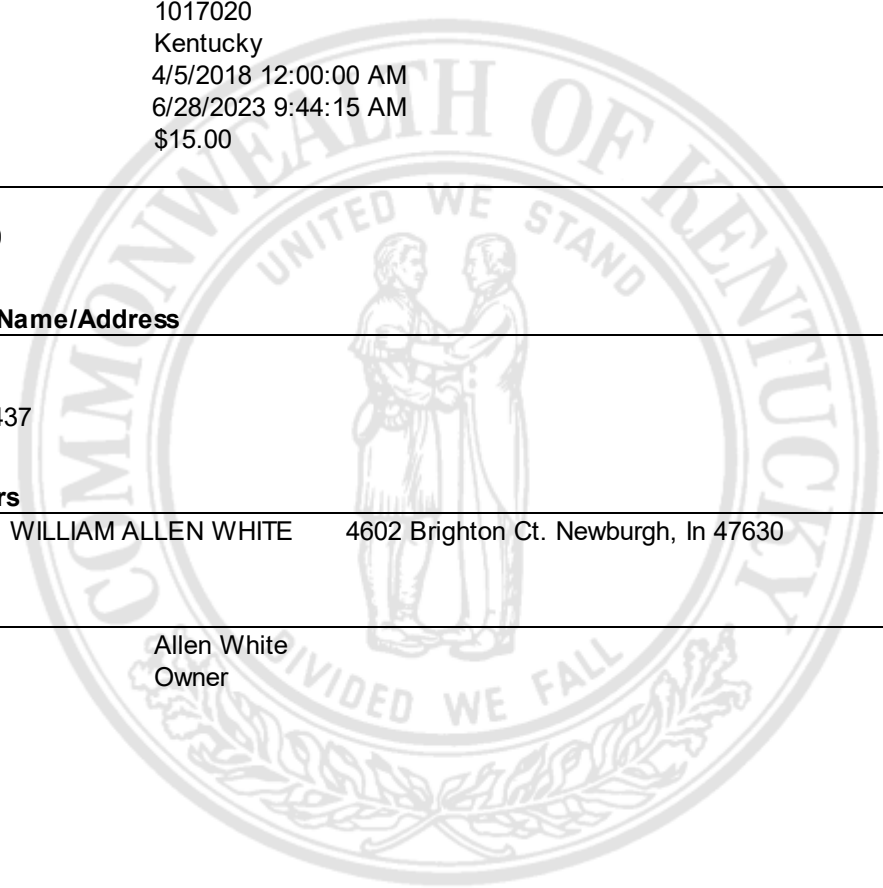 1017020
Kentucky
4/5/2018 12:00:00 AM
6/28/2023 9:44:15 AM
$15.00
Name/Address
437
rs
WILLIAM ALLEN WHITE 4602 Brighton Ct. Newburgh, In 47630
Allen White
Owner
COMMONWEALTH OF KENTUCKY
UNITED WE STAND
DIVIDED WE FALL